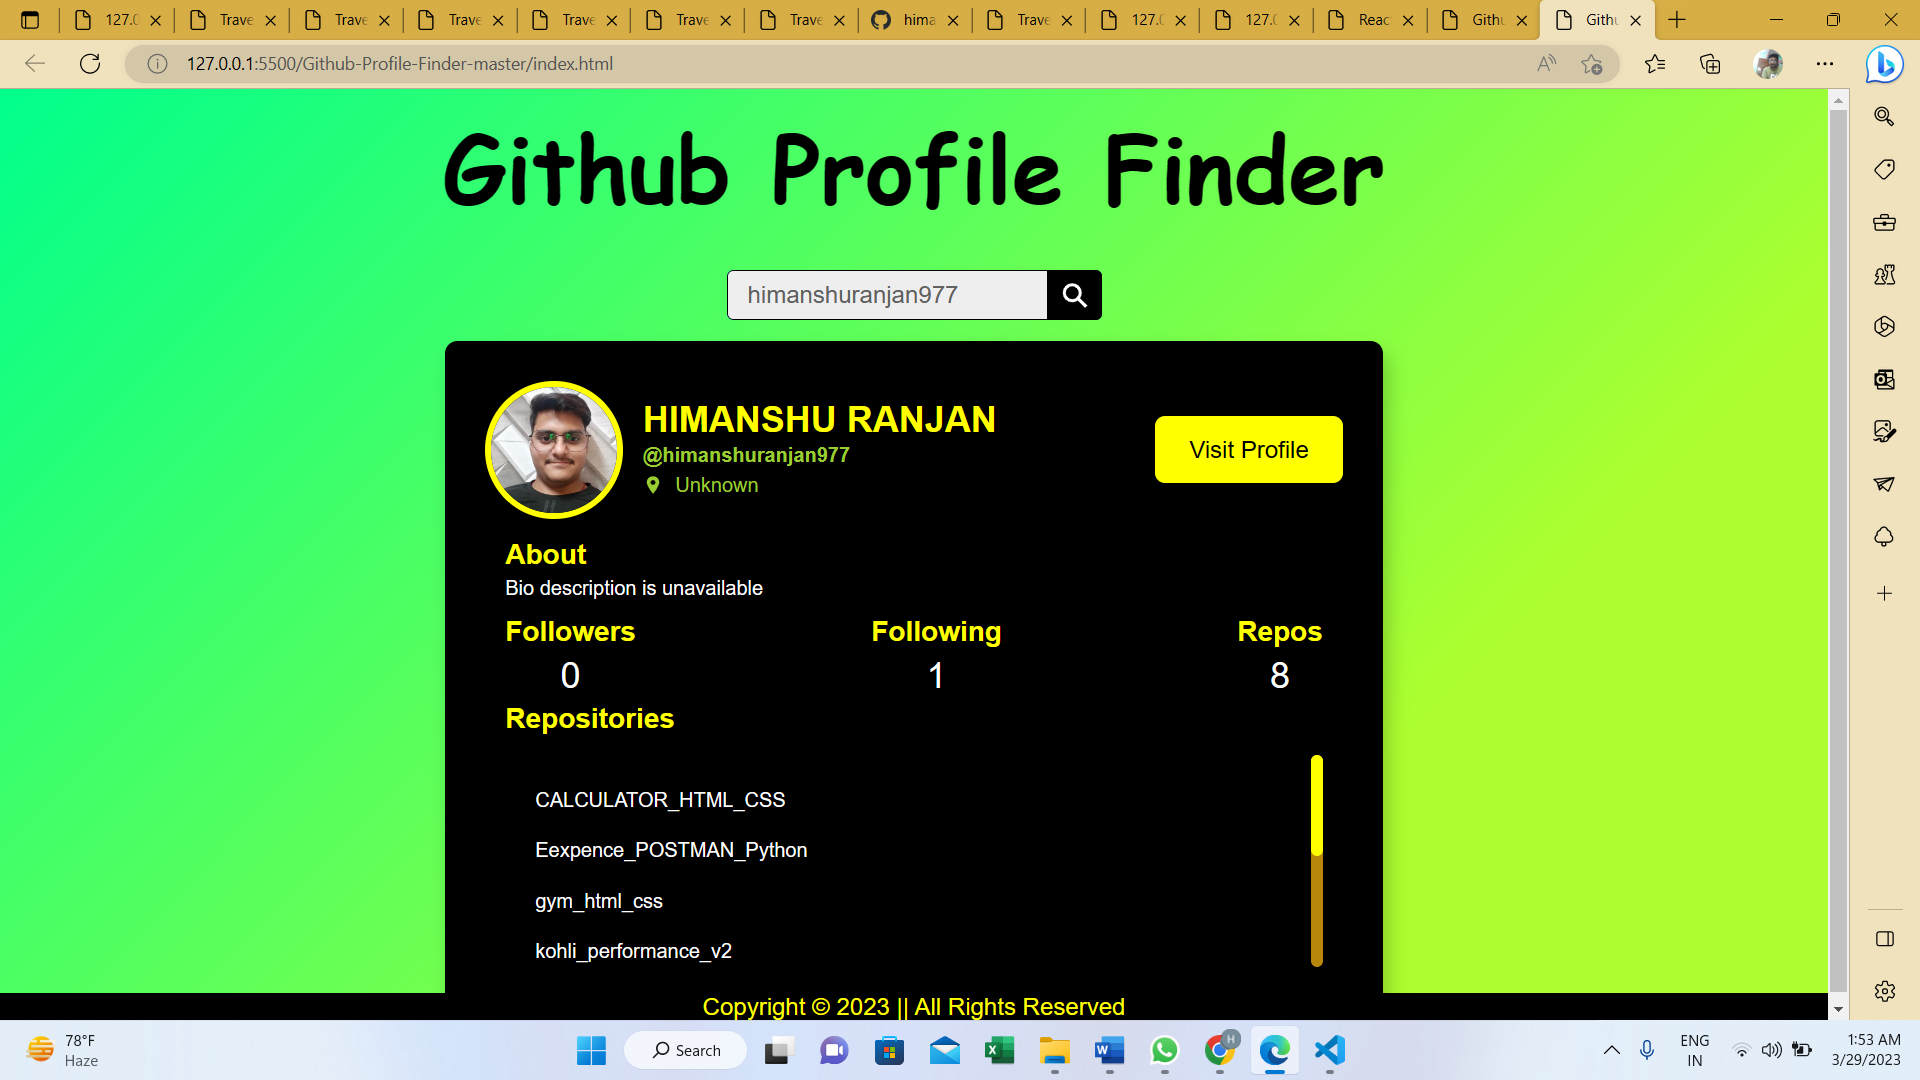 127.0 Trave Trave Trave Trave Trave Trave hima Trave 127.0 127.0 Reac Githu Githu
127.0.0.1:5500/Github-Profile-Finder-master/index.html
Github Profile Finder
himanshuranjan977
HIMANSHU RANJAN
@himanshuranjan977
Unknown
Visit Profile
About
Bio description is unavailable
Followers Following Repos
0 1 8
Repositories
CALCULATOR_HTML_CSS
Eexpence_POSTMAN_Python
gym_html_css
kohli_performance_v2
Copyright © 2023 || All Rights Reserved
78°F
Haze
Search
H
ENG
IN
1:53 AM
3/29/2023